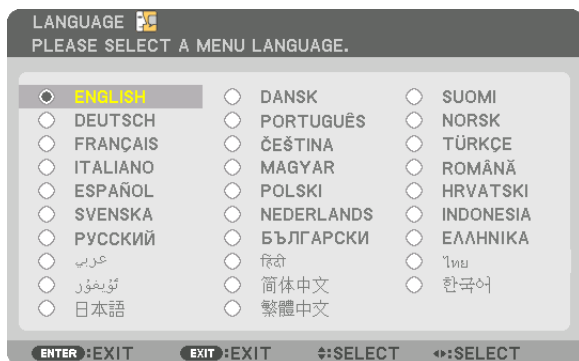 LANGUAGE
PLEASE SELECT A MENU LANGUAGE.
ENGLISH DANSK SUOMI
DEUTSCH PORTUGUÊS NORSK
FRANÇAIS ČEŠTINA TÜRKÇE
ITALIANO MAGYAR ROMÂNĂ
ESPAÑOL POLSKI HRVATSKI
SVENSKA NEDERLANDS INDONESIA
РУССКИЙ БЪЛГАРСКИ ΕΛΛΗΝΙΚΑ
عربي हिंदी ไทย
ئۇيغۇر 简体中文 한국어
日本語 繁體中文
ENTER:EXIT EXIT:EXIT :SELECT :SELECT